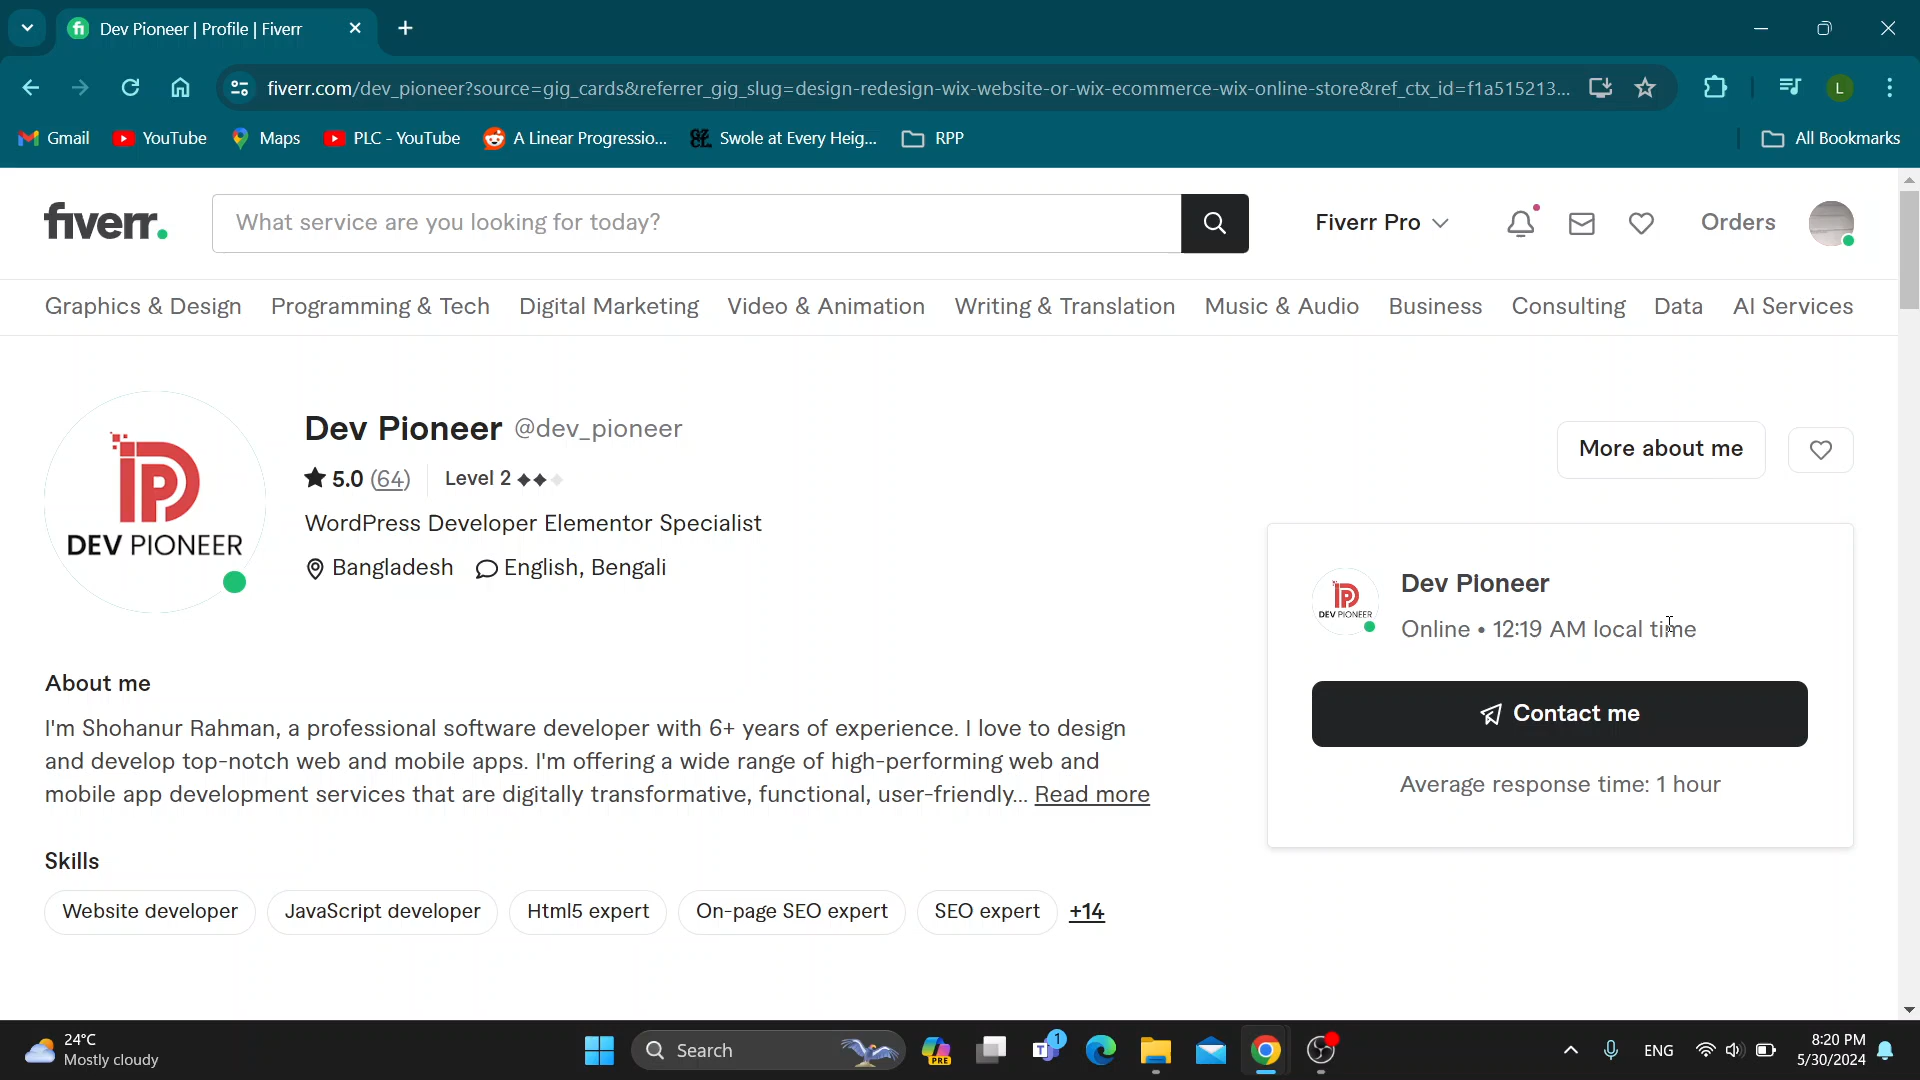 Dev Pioneer | Profile | Fiverr
fiverr.com/dev_pioneer?source=gig_cards&referrer_gig_slug=design-redesign-wix-website-or-wix-ecommerce-wix-online-store&ref_ctx_id=f1a515213...
L
Gmail YouTube Maps PLC - YouTube A Linear Progressio... Swole at Every Heig... RPP All Bookmarks
fiverr. What service are you looking for today? Fiverr Pro Orders
Graphics & Design Programming & Tech Digital Marketing Video & Animation Writing & Translation Music & Audio Business Consulting Data AI Services
DEV PIONEER
Dev Pioneer @dev_pioneer
More about me
5.0 (64) Level 2
WordPress Developer Elementor Specialist
Bangladesh English, Bengali
DEV PIONEER
Dev Pioneer
Online • 12:19 AM local time
Contact me
Average response time: 1 hour
About me
I'm Shohanur Rahman, a professional software developer with 6+ years of experience. I love to design
and develop top-notch web and mobile apps. I'm offering a wide range of high-performing web and
mobile app development services that are digitally transformative, functional, user-friendly... Read more
Skills
Website developer JavaScript developer Html5 expert On-page SEO expert SEO expert +14
24°C
Mostly cloudy
Search
PRE
1
ENG
8:20 PM
5/30/2024